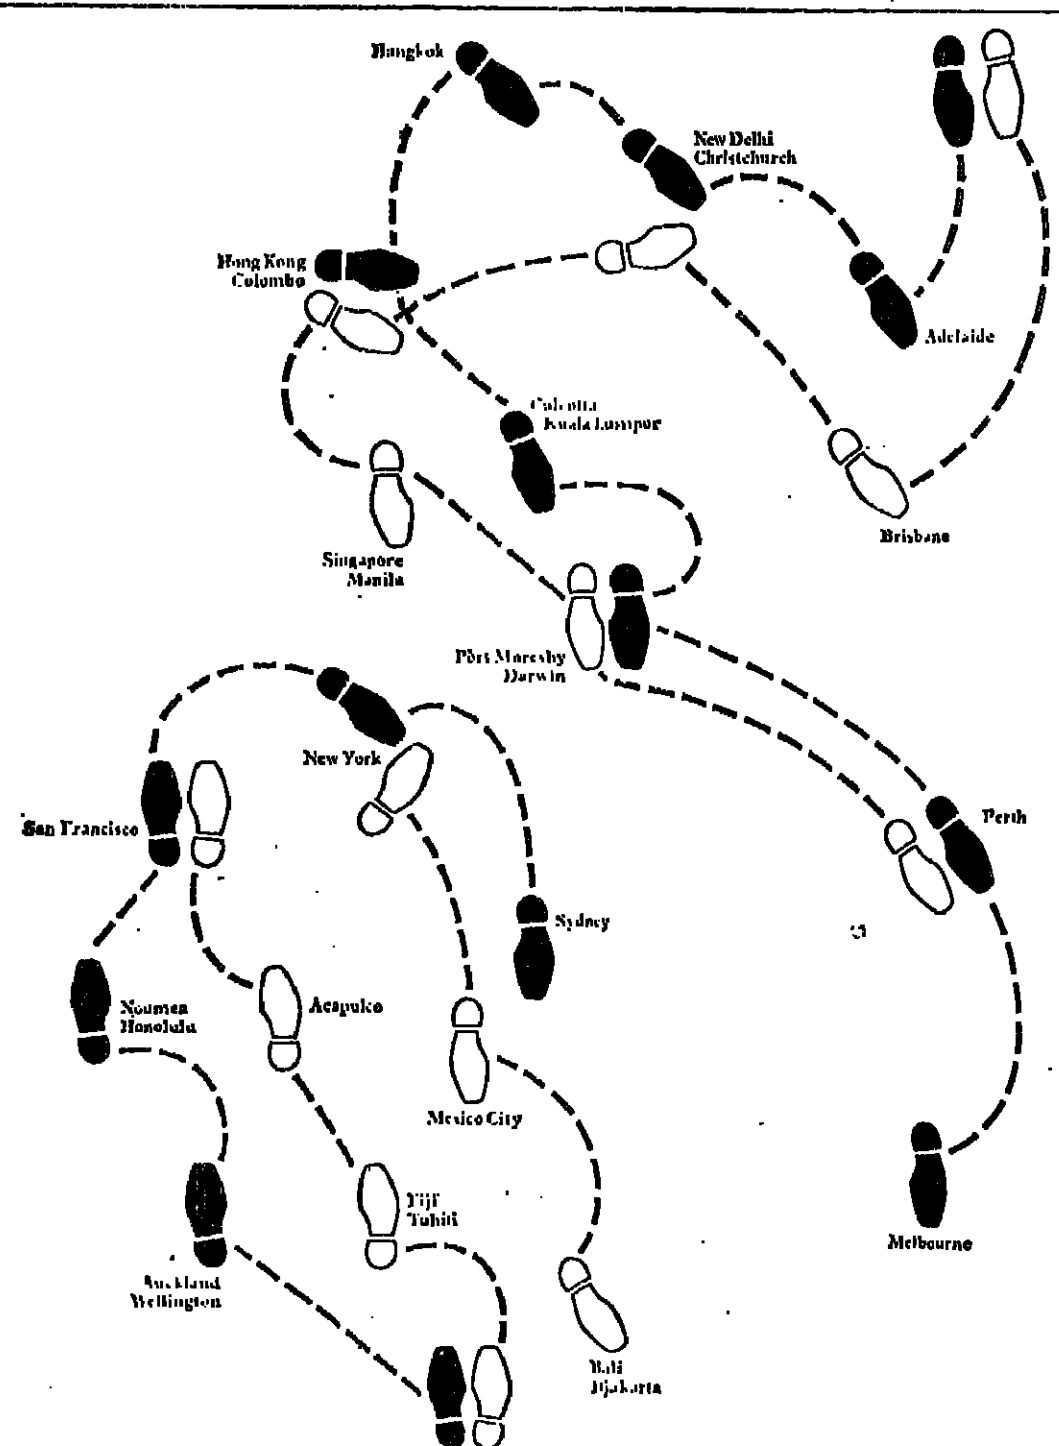 Bangkok
New Delhi
Christchurch
Hong Kong
Colombo
Adelaide
Calcutta
Kuala Lumpur
Brisbane
Singapore
Manila
Port Moresby
Darwin
New York
Perth
San Francisco
Sydney
Noumea
Honolulu
Acapulco
Mexico City
Fiji
Tahiti
Melbourne
Auckland
Wellington
Bali
Djakarta